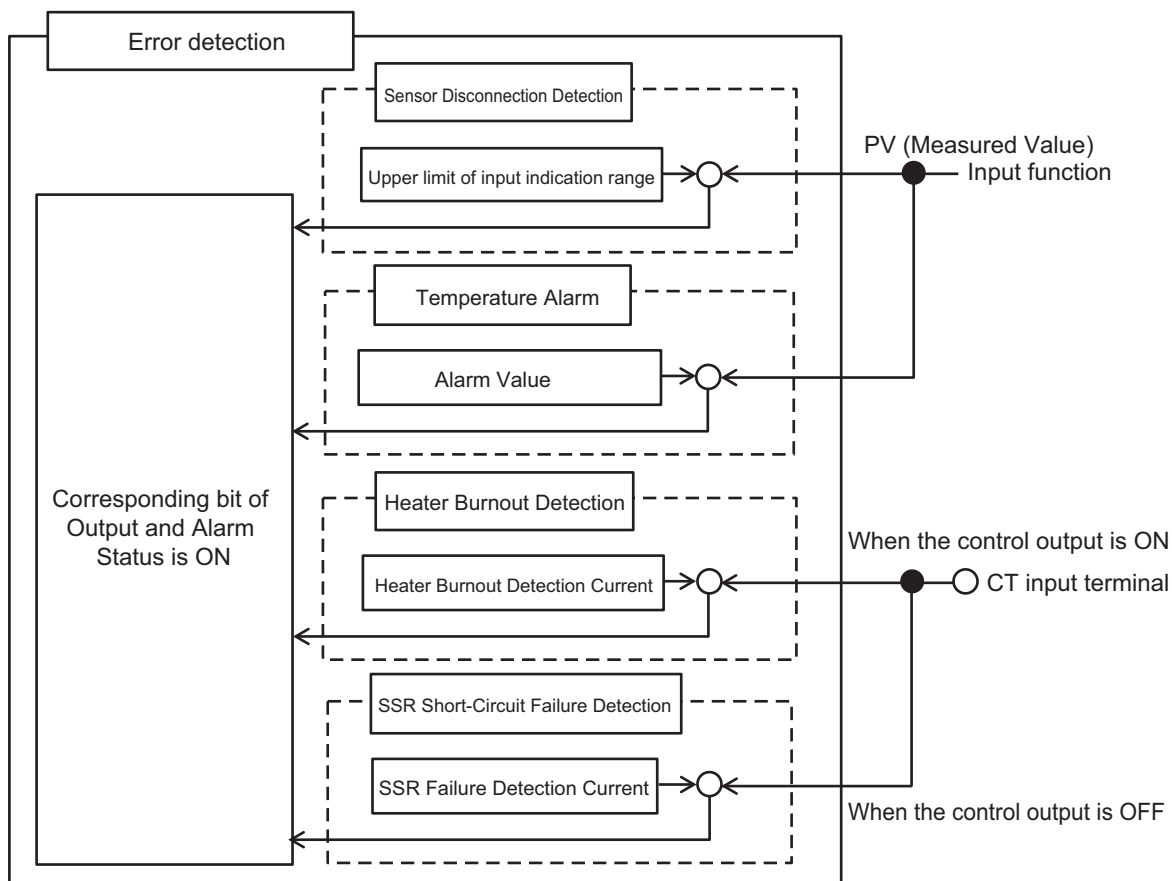 Error detection
Sensor Disconnection Detection
PV (Measured Value)
Input function
Upper limit of input indication range
Temperature Alarm
Alarm Value
Corresponding bit of
Output and Alarm
Status is ON
Heater Burnout Detection
When the control output is ON
Heater Burnout Detection Current
CT input terminal
SSR Short-Circuit Failure Detection
SSR Failure Detection Current
When the control output is OFF